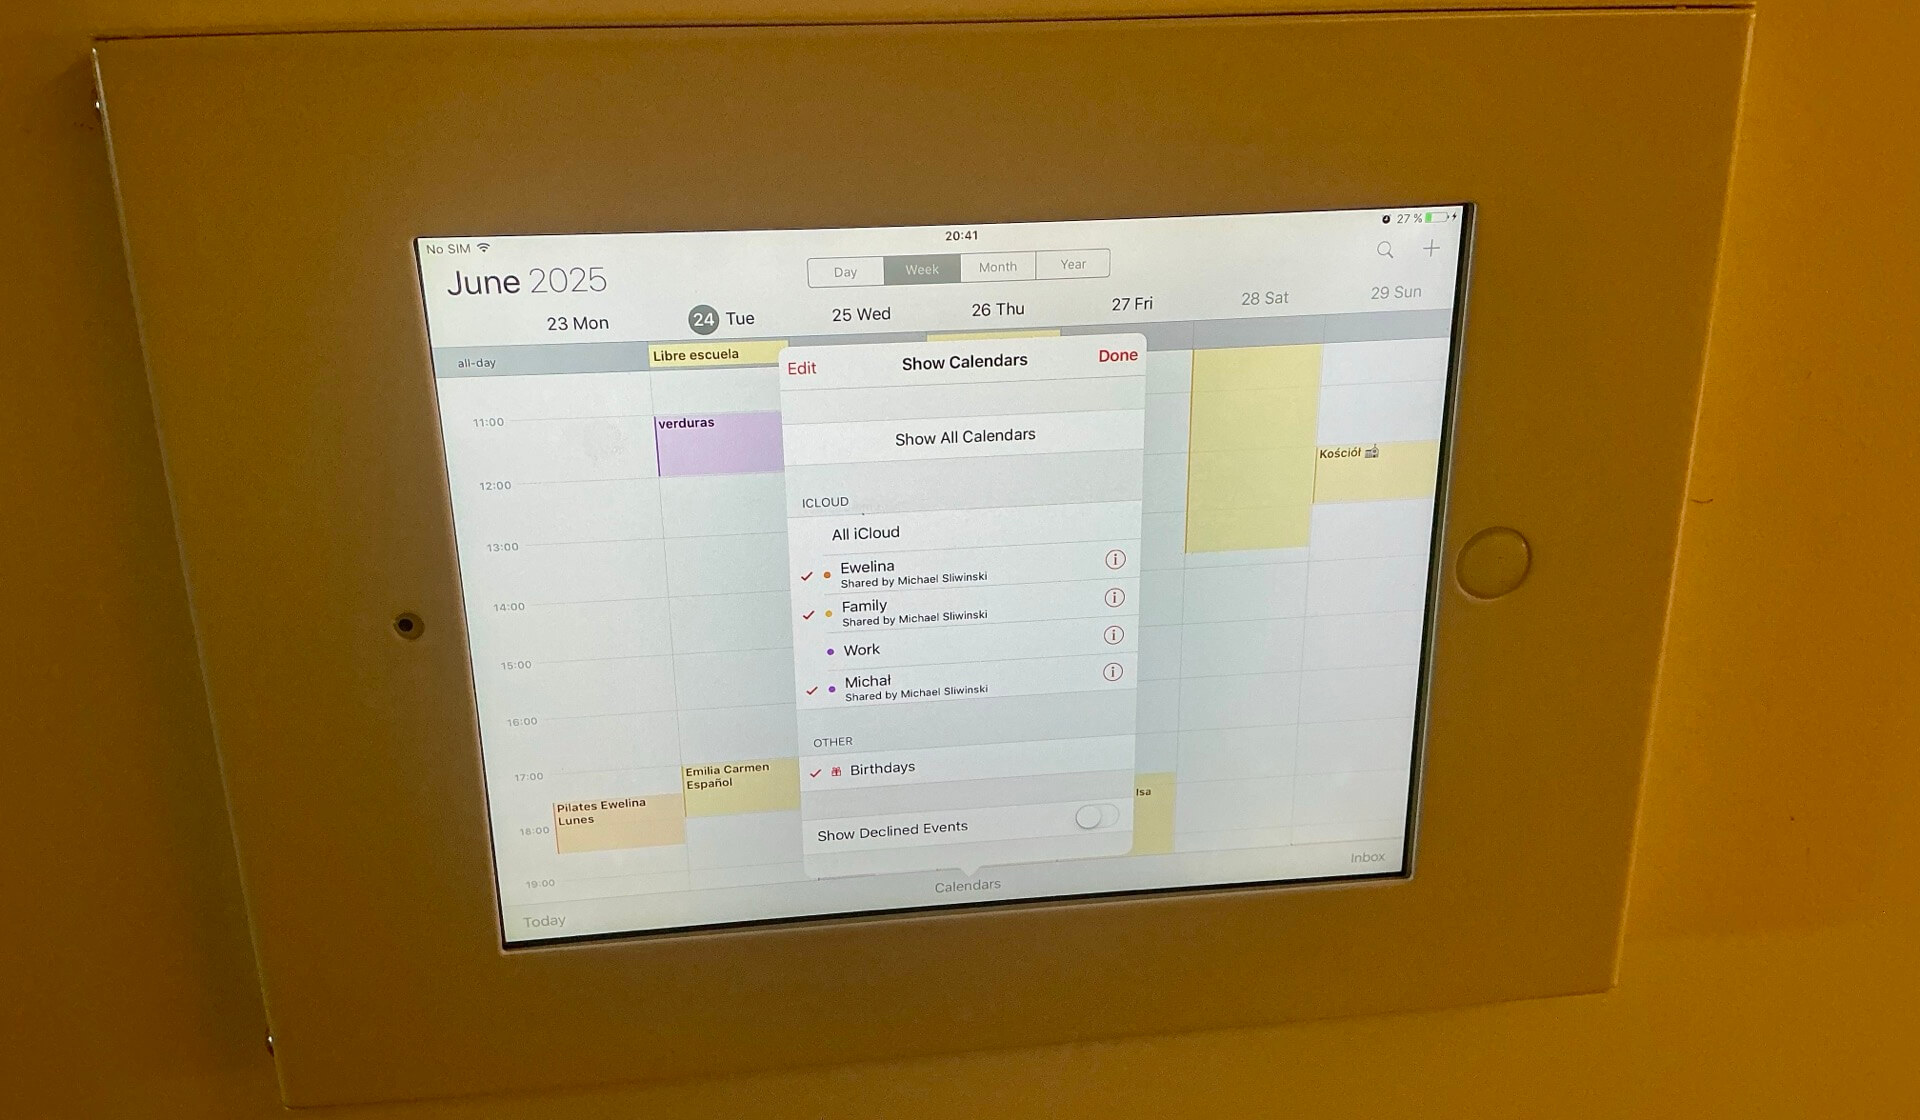 No SIM
20:41
27 %
June 2025
Day
Week
Month
Year
23 Mon
24 Tue
25 Wed
26 Thu
27 Fri
28 Sat
29 Sun
all-day
Libre escuela
11:00
12:00
13:00
14:00
15:00
16:00
17:00
18:00
19:00
verduras
Kościół
Emilia Carmen
Español
Pilates Ewelina
Lunes
lsa
Edit
Show Calendars
Done
Show All Calendars
ICLOUD
All iCloud
Ewelina
Shared by Michael Sliwinski
Family
Shared by Michael Sliwinski
Work
Michał
Shared by Michael Sliwinski
OTHER
Birthdays
Show Declined Events
Today
Calendars
Inbox